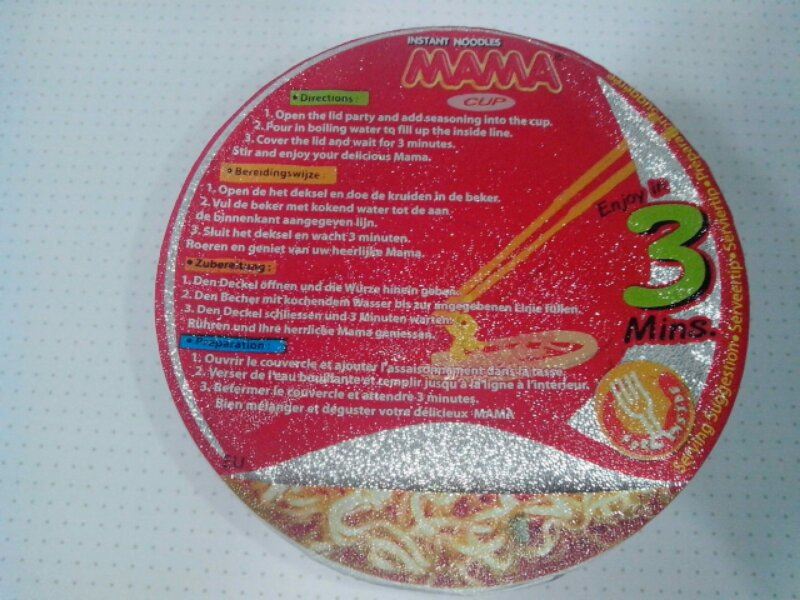 INSTANT NOODLES
MAMA
CUP
• Directions :
1. Open the lid party and add seasoning into the cup.
2. Pour in boiling water to fill up the inside line.
3. Cover the lid and wait for 3 minutes.
Stir and enjoy your delicious Mama.
• Bereidingswijze :
1. Open de het deksel en doe de kruiden in de beker.
2. Vul de beker met kokend water tot de aan
de binnenkant aangegeven lijn.
3. Sluit het deksel en wacht 3 minuten.
Roeren en geniet van uw heerlijke Mama.
• Zubereitung :
1. Den Deckel öffnen und die Würze hinein geben.
2. Den Becher mit kochendem Wasser bis zur angegebenen Linie füllen.
3. Den Deckel schliessen und 3 Minuten warten.
Rühren und Ihre herrliche Mama geniessen.
• Préparation :
1. Ouvrir le couvercle et ajouter l'assaisonnement dans la tasse.
2. Verser de l'eau bouillante et remplir jusqu'à la ligne à l'intérieur.
3. Refermer le couvercle et attendre 3 minutes.
Bien mélanger et déguster votre délicieux MAMA
Enjoy in
3
Mins.
Serving Suggestion • Serveertip • Serviertip •
EU